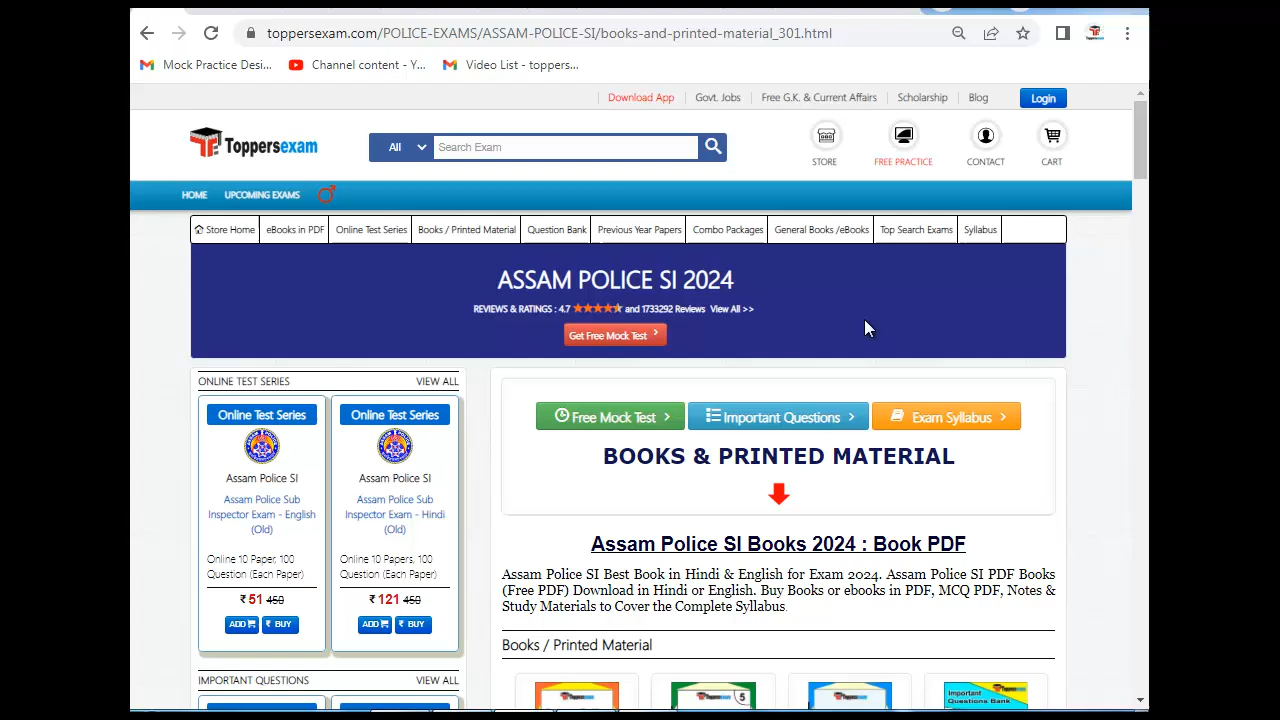 toppersexam.com/POLICE-EXAMS/ASSAM-POLICE-SI/books-and-printed-material_301.html
Mock Practice Desi... Channel content - Y... Video List - toppers...
Download App Govt. Jobs Free G.K. & Current Affairs Scholarship Blog Login
Toppersexam All Search Exam
STORE FREE PRACTICE CONTACT CART
HOME UPCOMING EXAMS
Store Home eBooks in PDF Online Test Series Books / Printed Material Question Bank Previous Year Papers Combo Packages General Books /eBooks Top Search Exams Syllabus
ASSAM POLICE SI 2024
REVIEWS & RATINGS : 4.7 and 1733292 Reviews View All >>
Get Free Mock Test
ONLINE TEST SERIES VIEW ALL
Online Test Series
Assam Police SI
Assam Police Sub
Inspector Exam - English
(Old)
Online 10 Paper, 100
Question (Each Paper)
₹ 51 450
ADD ₹ BUY
Online Test Series
Assam Police SI
Assam Police Sub
Inspector Exam - Hindi
(Old)
Online 10 Papers, 100
Question (Each Paper)
₹ 121 450
ADD ₹ BUY
IMPORTANT QUESTIONS VIEW ALL
Free Mock Test Important Questions Exam Syllabus
BOOKS & PRINTED MATERIAL
Assam Police SI Books 2024 : Book PDF
Assam Police SI Best Book in Hindi & English for Exam 2024. Assam Police SI PDF Books
(Free PDF) Download in Hindi or English. Buy Books or ebooks in PDF, MCQ PDF, Notes &
Study Materials to Cover the Complete Syllabus.
Books / Printed Material
Toppersexam Toppersexam 5 Toppersexam Important
Questions Bank Toppersexam